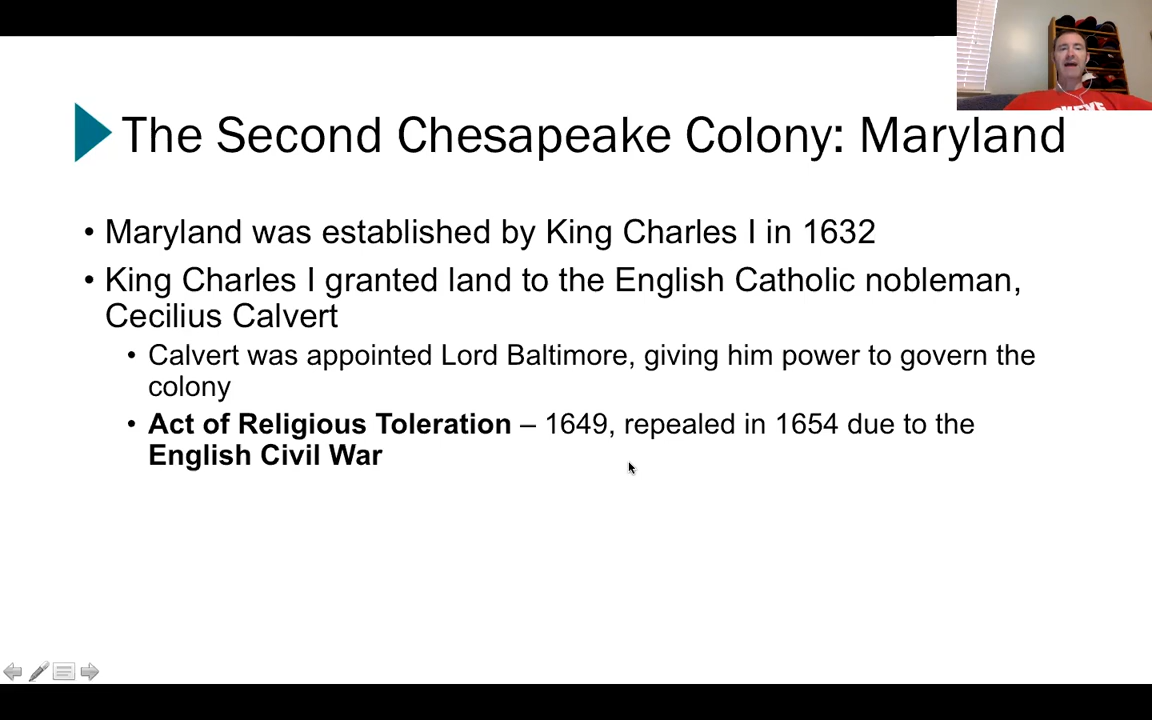 The Second Chesapeake Colony: Maryland
• Maryland was established by King Charles I in 1632
• King Charles I granted land to the English Catholic nobleman,
Cecilius Calvert
• Calvert was appointed Lord Baltimore, giving him power to govern the
colony
• Act of Religious Toleration – 1649, repealed in 1654 due to the
English Civil War